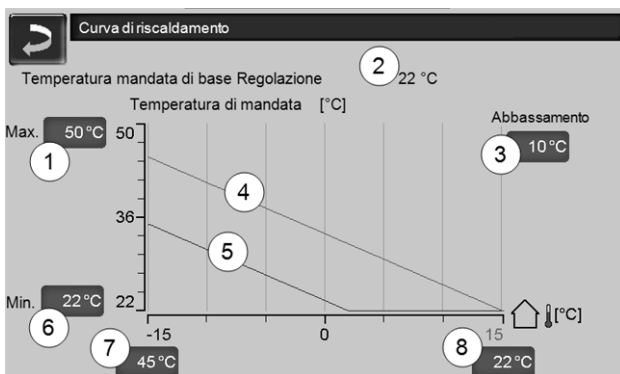 Curva di riscaldamento
Temperatura mandata di base Regolazione 2 22 °C
Temperatura di mandata [°C]
Abbassamento
Max. 50 °C 50
10 °C
1
3
4
36
5
Min. 22 °C 22
[°C]
6
-15 0 15
7
8
45 °C
22 °C